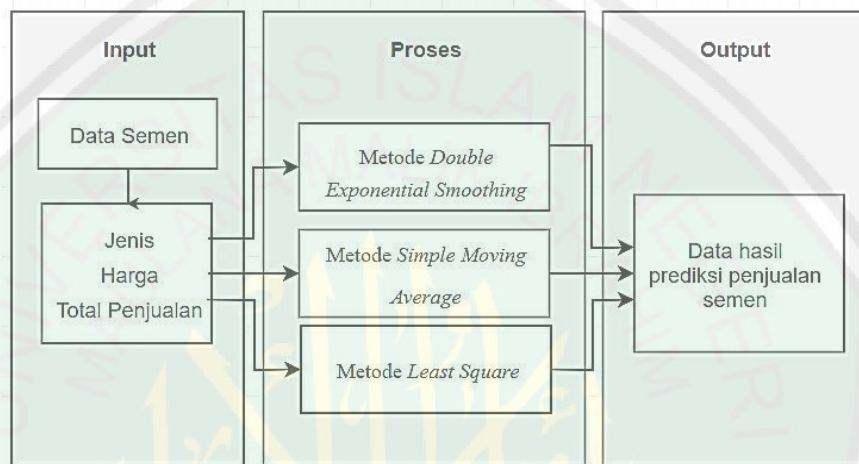 Input
Proses
Output
Data Semen
Jenis
Harga
Total Penjualan
Metode Double
Exponential Smoothing
Metode Simple Moving
Average
Metode Least Square
Data hasil
prediksi penjualan
semen